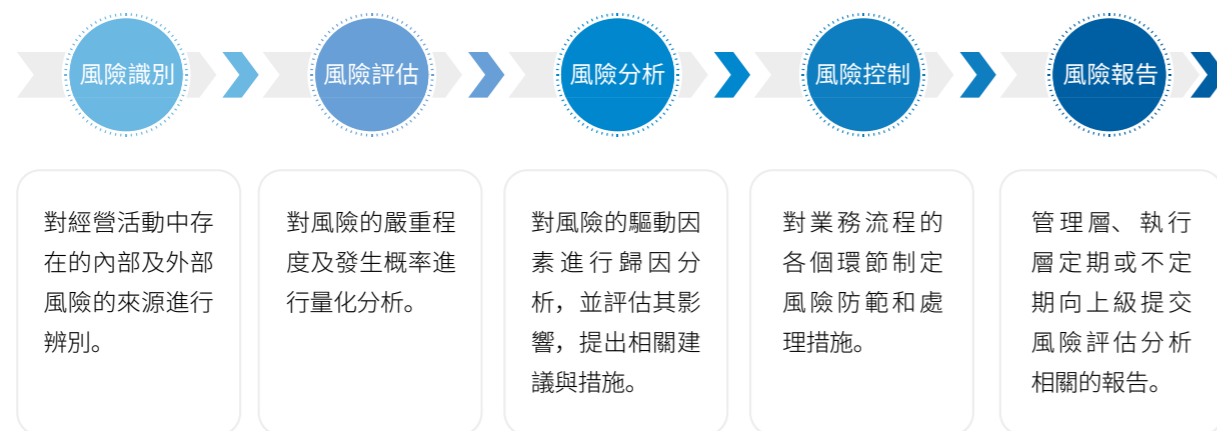 風險識別
風險評估
風險分析
風險控制
風險報告
對經營活動中存
在的內部及外部
風險的來源進行
辨別。
對風險的嚴重程
度及發生概率進
行量化分析。
對風險的驅動因
素進行歸因分
析，並評估其影
響，提出相關建
議與措施。
對業務流程的
各個環節制定
風險防範和處
理措施。
管理層、執行
層定期或不定
期向上級提交
風險評估分析
相關的報告。